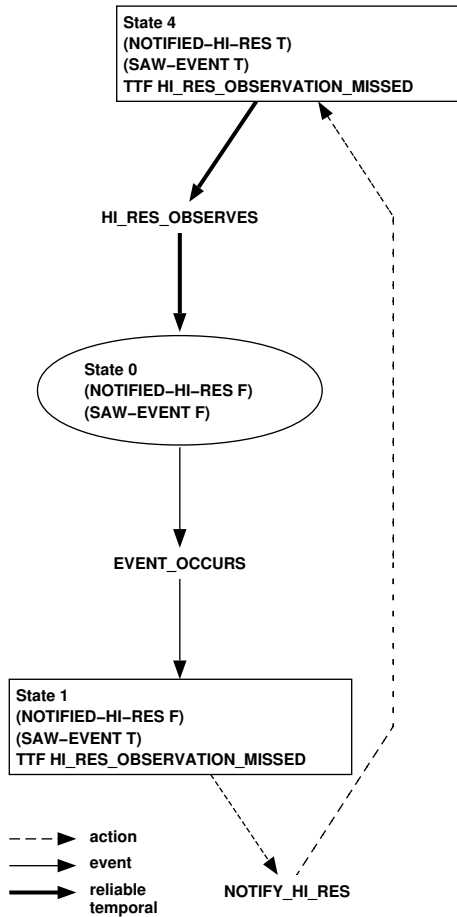 State 4
(NOTIFIED−HI−RES T)
(SAW−EVENT T)
TTF HI_RES_OBSERVATION_MISSED
HI_RES_OBSERVES
State 0
(NOTIFIED−HI−RES F)
(SAW−EVENT F)
EVENT_OCCURS
State 1
(NOTIFIED−HI−RES F)
(SAW−EVENT T)
TTF HI_RES_OBSERVATION_MISSED
action
event
reliable
temporal
NOTIFY_HI_RES